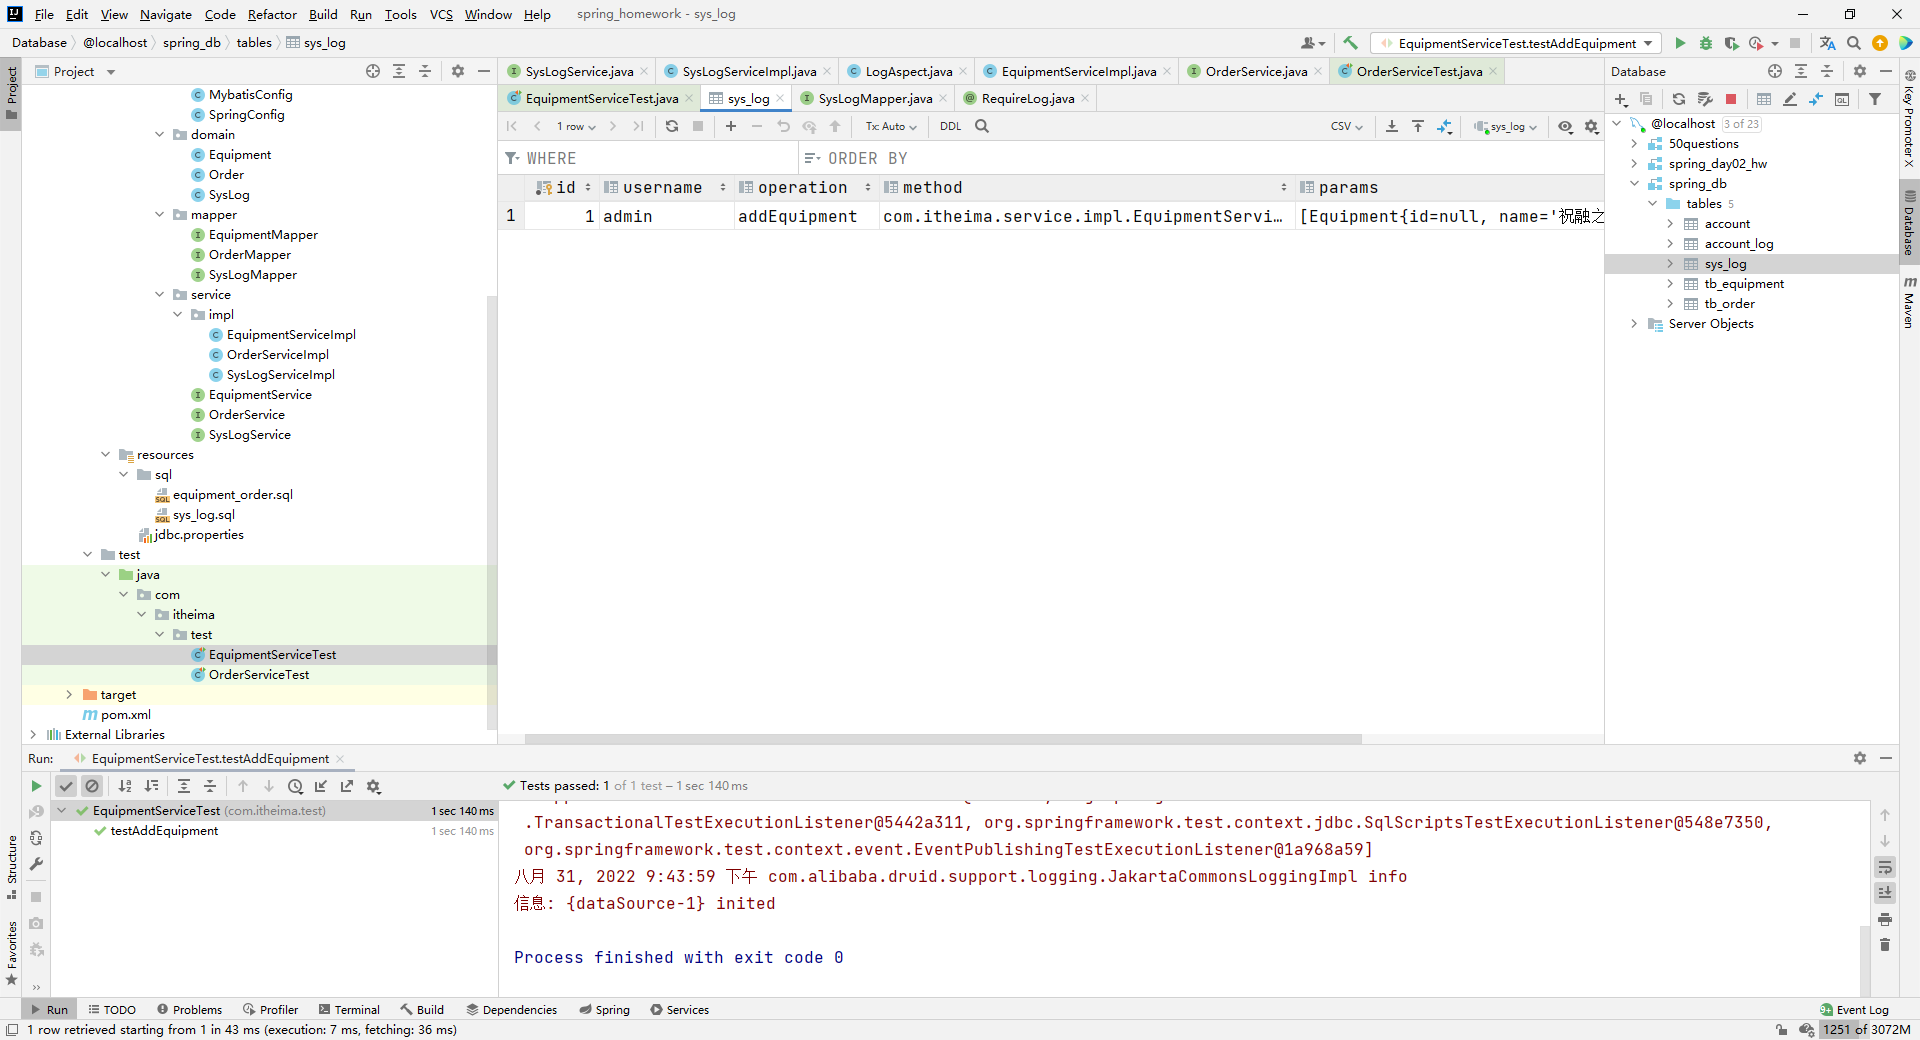 File Edit View Navigate Code Refactor Build Run Tools VCS Window Help spring_homework - sys_log
Database @localhost spring_db tables sys_log
EquipmentServiceTest.testAddEquipment
Project
SysLogService.java SysLogServiceImpl.java LogAspect.java EquipmentServiceImpl.java OrderService.java OrderServiceTest.java
EquipmentServiceTest.java sys_log SysLogMapper.java RequireLog.java
1 row Tx: Auto DDL CSV sys_log
WHERE ORDER BY
id username operation method params
1 1 admin addEquipment com.itheima.service.impl.EquipmentServi... [Equipment{id=null, name='祝融之
Project
MybatisConfig
SpringConfig
domain
Equipment
Order
SysLog
mapper
EquipmentMapper
OrderMapper
SysLogMapper
service
impl
EquipmentServiceImpl
OrderServiceImpl
SysLogServiceImpl
EquipmentService
OrderService
SysLogService
resources
sql
equipment_order.sql
sys_log.sql
jdbc.properties
test
java
com
itheima
test
EquipmentServiceTest
OrderServiceTest
target
pom.xml
External Libraries
Database
@localhost 3 of 23
50questions
spring_day02_hw
spring_db
tables 5
account
account_log
sys_log
tb_equipment
tb_order
Server Objects
Key Promoter X
Database
Maven
Run: EquipmentServiceTest.testAddEquipment
Tests passed: 1 of 1 test – 1 sec 140 ms
EquipmentServiceTest (com.itheima.test) 1 sec 140 ms
testAddEquipment 1 sec 140 ms
.TransactionalTestExecutionListener@5442a311, org.springframework.test.context.jdbc.SqlScriptsTestExecutionListener@548e7350,
org.springframework.test.context.event.EventPublishingTestExecutionListener@1a968a59]
八月 31, 2022 9:43:59 下午 com.alibaba.druid.support.logging.JakartaCommonsLoggingImpl info
信息: {dataSource-1} inited
Process finished with exit code 0
Structure
Favorites
Run TODO Problems Profiler Terminal Build Dependencies Spring Services Event Log
1 row retrieved starting from 1 in 43 ms (execution: 7 ms, fetching: 36 ms) 1251 of 3072M